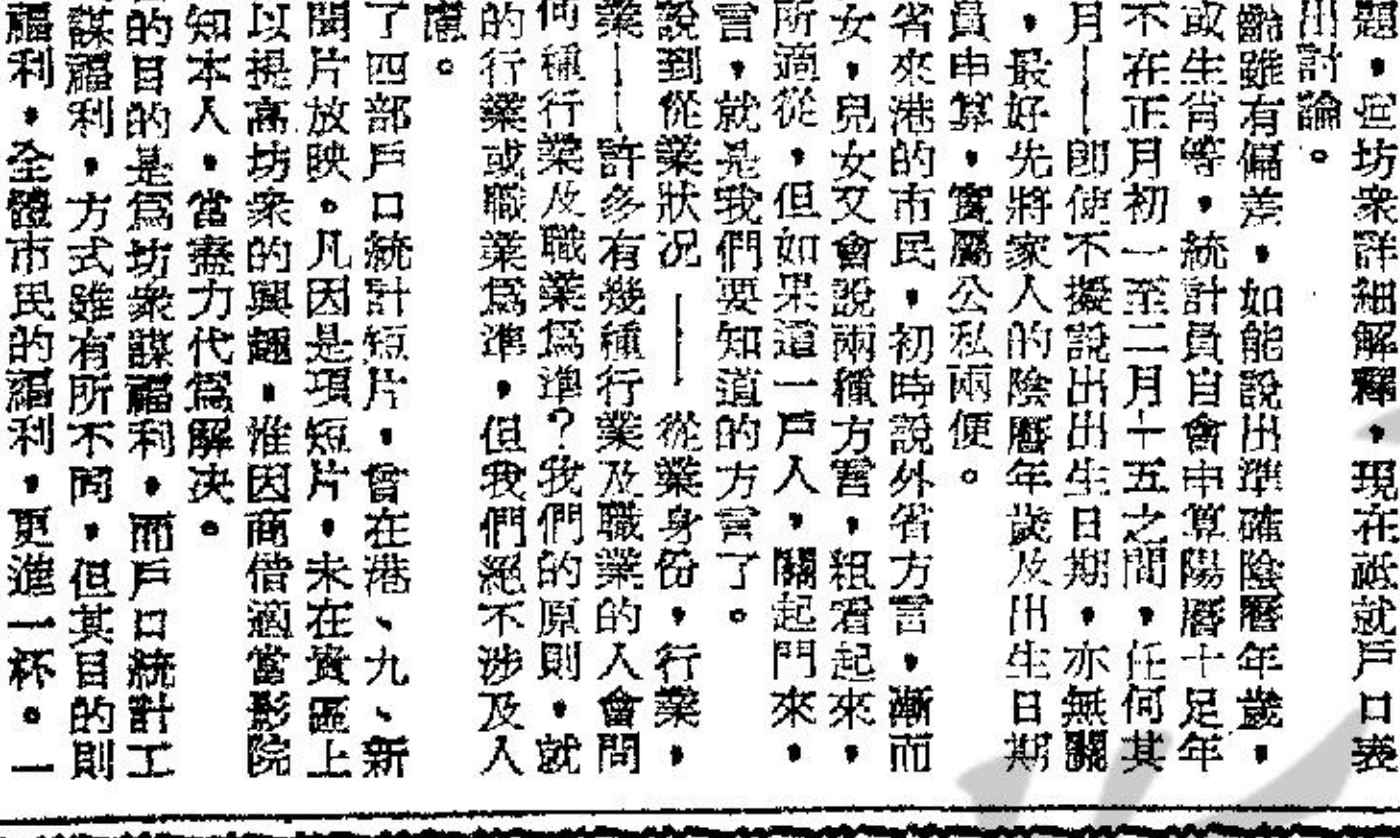 題，世坊衆詳細解釋，現在祗就戶口表
出討論。
齡雖有偏差，如能說出準確陰曆年歲，
或生肖等，統計員自會申算陽曆十足年
不在正月初一至二月十五之間，任何其
月——卽使不擬說出出生日期，亦無關
，最好先將家人的陰曆年歲及出生日期
員申算，實屬公私兩便。
省來港的市民，初時說外省方言，漸而
女，兒女又會說兩種方言，粗看起來，
所適從，但如果這一戶人，關起門來，
言，就是我們要知道的方言了。
說到從業狀況——從業身份，行業，
業——許多有幾種行業及職業的人會問
何種行業及職業爲準？我們的原則，就
的行業或職業爲準，但我們絕不涉及人
慮。
了四部戶口統計短片，曾在港、九、新
聞片放映。凡因是項短片，未在貴區上
以提高坊衆的興趣，惟因商借適當影院
知本人，當盡力代爲解決。
的目的是爲坊衆謀福利，而戶口統計工
謀福利，方式雖有所不同，但其目的則
福利，全體市民的福利，更進一杯。一